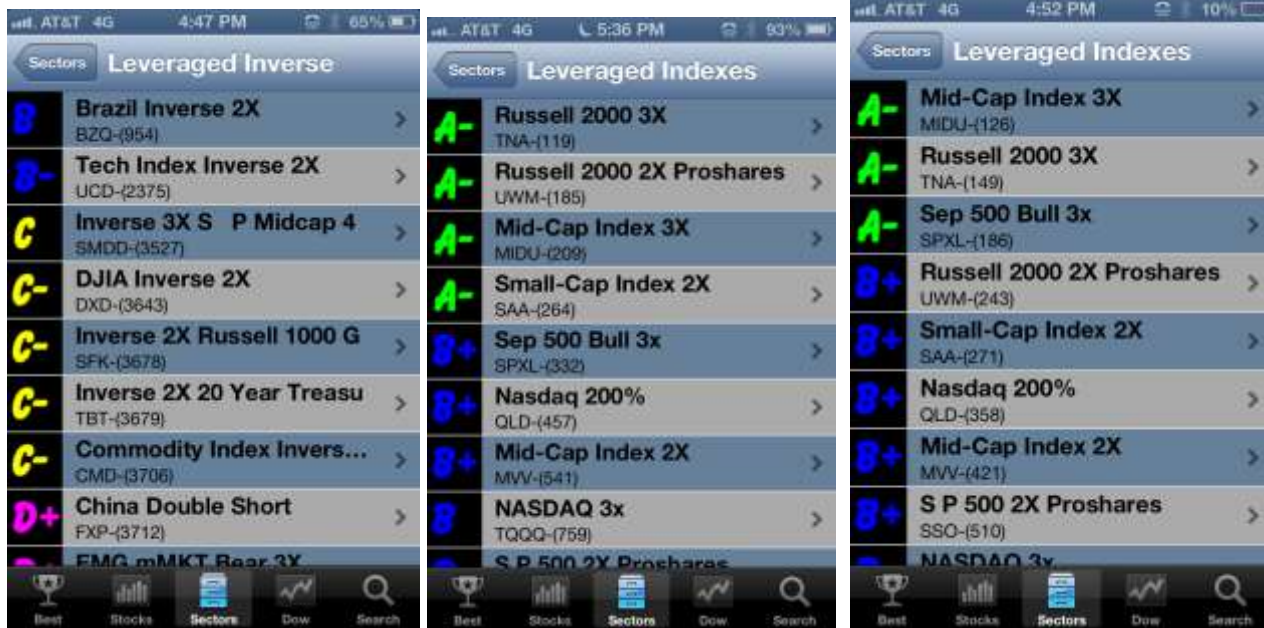 AT&T 4G 4:47 PM 65%
Sectors Leveraged Inverse
B Brazil Inverse 2X
BZQ-(954)
B- Tech Index Inverse 2X
UCD-(2375)
C Inverse 3X S P Midcap 4
SMDD-(3527)
C- DJIA Inverse 2X
DXD-(3643)
C- Inverse 2X Russell 1000 G
SFK-(3678)
C- Inverse 2X 20 Year Treasu
TBT-(3679)
C- Commodity Index Invers...
CMD-(3706)
D+ China Double Short
FXP-(3712)
EMG mMKT Bear 3X
Best Stocks Sectors Dow Search
AT&T 4G 5:36 PM 93%
Sectors Leveraged Indexes
A- Russell 2000 3X
TNA-(119)
A- Russell 2000 2X Proshares
UWM-(185)
A- Mid-Cap Index 3X
MIDU-(209)
A- Small-Cap Index 2X
SAA-(264)
B+ Sep 500 Bull 3x
SPXL-(332)
B+ Nasdaq 200%
QLD-(457)
B+ Mid-Cap Index 2X
MVV-(541)
B NASDAQ 3x
TQQQ-(759)
S P 500 2X Proshares
Best Stocks Sectors Dow Search
AT&T 4G 4:52 PM 10%
Sectors Leveraged Indexes
A- Mid-Cap Index 3X
MIDU-(126)
A- Russell 2000 3X
TNA-(149)
A- Sep 500 Bull 3x
SPXL-(186)
B+ Russell 2000 2X Proshares
UWM-(243)
B+ Small-Cap Index 2X
SAA-(271)
B+ Nasdaq 200%
QLD-(358)
B+ Mid-Cap Index 2X
MVV-(421)
B+ S P 500 2X Proshares
SSO-(510)
NASDAQ 3x
Best Stocks Sectors Dow Search